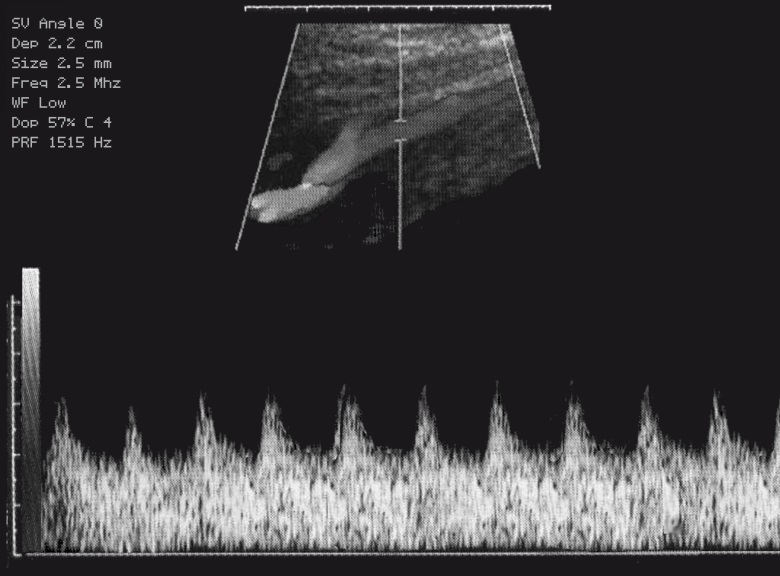 SV Angle 0
Dep 2.2 cm
Size 2.5 mm
Freq 2.5 Mhz
WF Low
Dop 57% C 4
PRF 1515 Hz